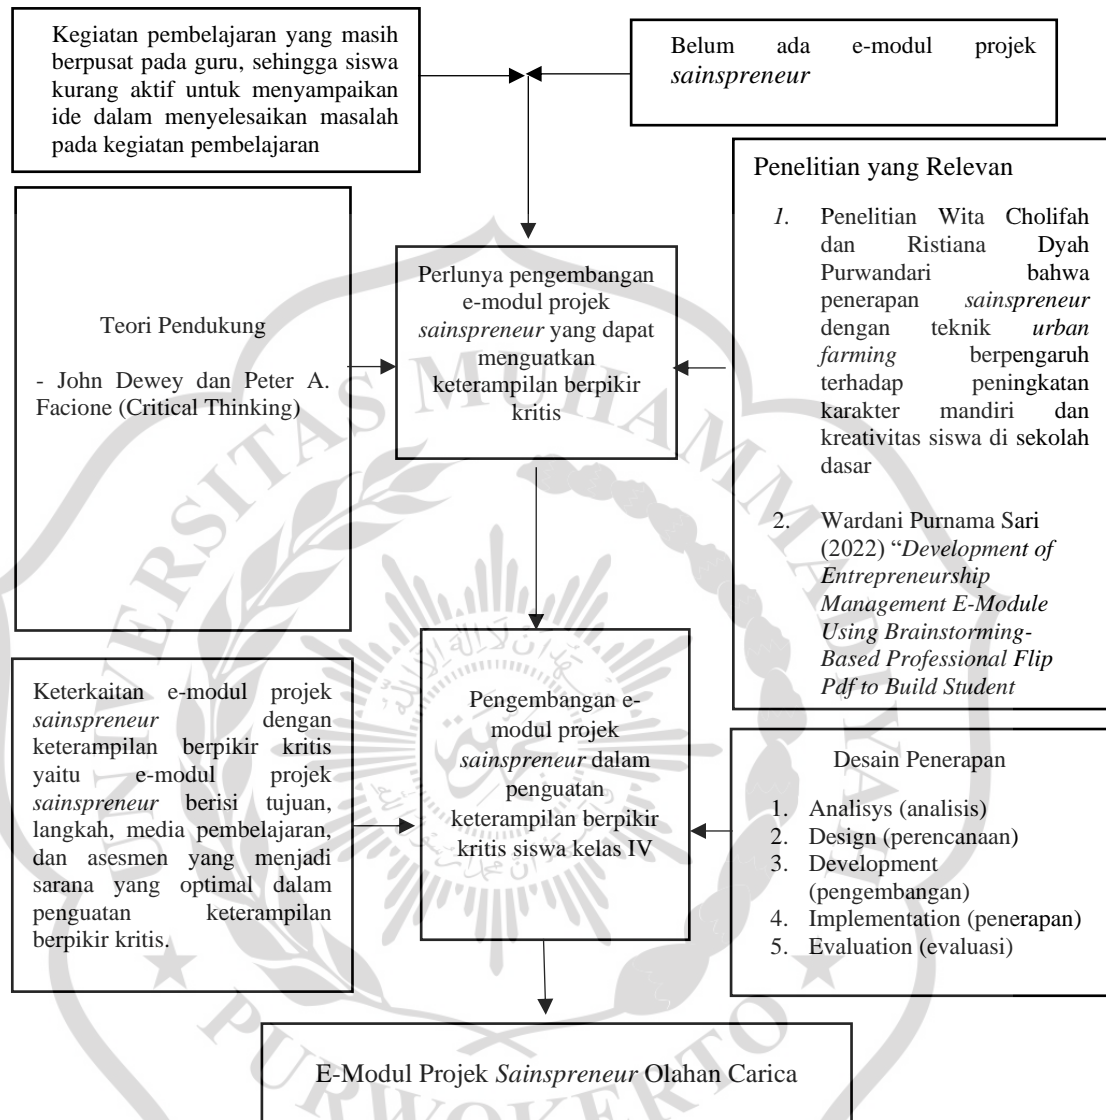 Kegiatan pembelajaran yang masih
berpusat pada guru, sehingga siswa
kurang aktif untuk menyampaikan
ide dalam menyelesaikan masalah
pada kegiatan pembelajaran
Belum ada e-modul projek
sainspreneur
Teori Pendukung
- John Dewey dan Peter A.
Facione (Critical Thinking)
Perlunya pengembangan
e-modul projek
sainspreneur yang dapat
menguatkan
keterampilan berpikir
kritis
Penelitian yang Relevan
1. Penelitian Wita Cholifah
dan Ristiana Dyah
Purwandari bahwa
penerapan sainspreneur
dengan teknik urban
farming berpengaruh
terhadap peningkatan
karakter mandiri dan
kreativitas siswa di sekolah
dasar
2. Wardani Purnama Sari
(2022) “Development of
Entrepreneurship
Management E-Module
Using Brainstorming-
Based Professional Flip
Pdf to Build Student
Keterkaitan e-modul projek
sainspreneur dengan
keterampilan berpikir kritis
yaitu e-modul projek
sainspreneur berisi tujuan,
langkah, media pembelajaran,
dan asesmen yang menjadi
sarana yang optimal dalam
penguatan keterampilan
berpikir kritis.
Pengembangan e-
modul projek
sainspreneur dalam
penguatan
keterampilan berpikir
kritis siswa kelas IV
Desain Penerapan
1. Analisys (analisis)
2. Design (perencanaan)
3. Development
(pengembangan)
4. Implementation (penerapan)
5. Evaluation (evaluasi)
E-Modul Projek Sainspreneur Olahan Carica
UNIVERSITAS MUHAMMADIYAH
PURWOKERTO